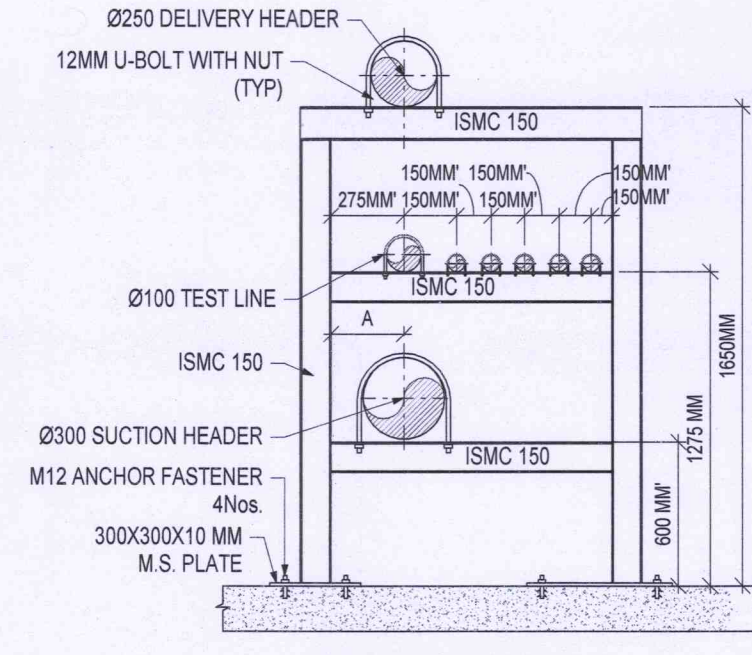 Ø250 DELIVERY HEADER
12MM U-BOLT WITH NUT
(TYP)
ISMC 150
150MM' 150MM' 150MM'
275MM' 150MM' 150MM' 150MM'
ISMC 150
Ø100 TEST LINE
A
ISMC 150
1650MM
1275 MM
Ø300 SUCTION HEADER
ISMC 150
M12 ANCHOR FASTENER
4Nos.
600 MM'
300X300X10 MM
M.S. PLATE